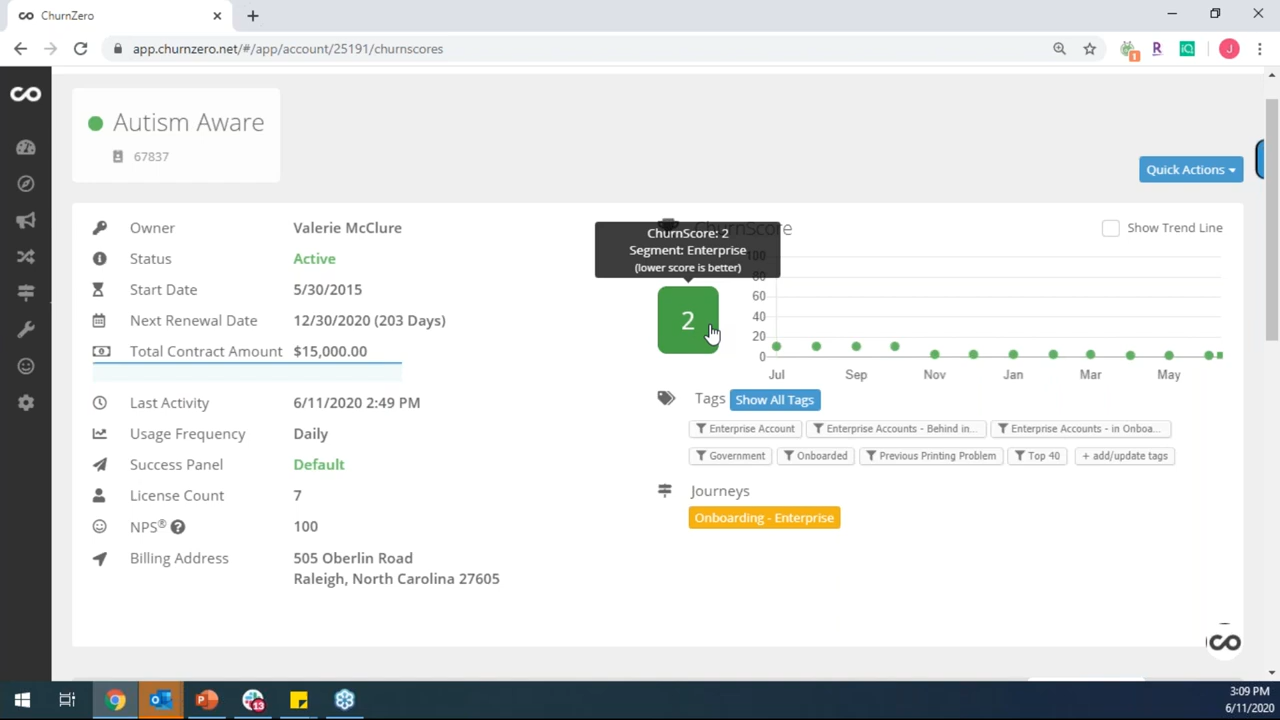 ChurnZero
app.churnzero.net/#/app/account/25191/churnscores
1
R
iQ
J
Autism Aware
67837
Quick Actions
Owner Valerie McClure
Status Active
Start Date 5/30/2015
Next Renewal Date 12/30/2020 (203 Days)
Total Contract Amount $15,000.00
Last Activity 6/11/2020 2:49 PM
Usage Frequency Daily
Success Panel Default
License Count 7
NPS® ? 100
Billing Address 505 Oberlin Road
Raleigh, North Carolina 27605
ChurnScore
Show Trend Line
ChurnScore: 2
Segment: Enterprise
(lower score is better)
2
100
80
60
40
20
0
Jul Sep Nov Jan Mar May
Tags Show All Tags
Enterprise Account Enterprise Accounts - Behind in... Enterprise Accounts - in Onboa...
Government Onboarded Previous Printing Problem Top 40 + add/update tags
Journeys
Onboarding - Enterprise
13
3:09 PM
6/11/2020